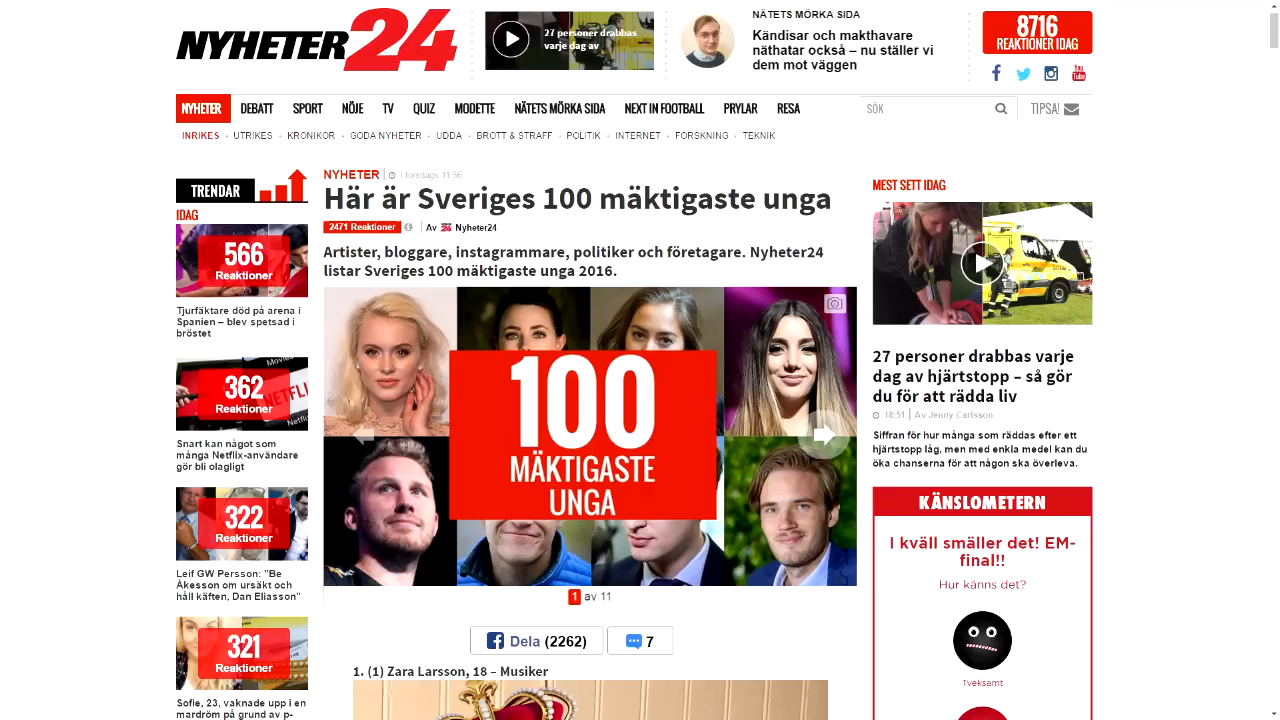 NYHETER24
27 personer drabbas
varje dag av
NÄTETS MÖRKA SIDA
Kändisar och makthavare
näthatar också – nu ställer vi
dem mot väggen
8716
REAKTIONER IDAG
You
Tube
NYHETER DEBATT SPORT NÖJE TV QUIZ MODETTE NÄTETS MÖRKA SIDA NEXT IN FOOTBALL PRYLAR RESA SÖK TIPSA!
INRIKES • UTRIKES • KRONIKOR • GODA NYHETER • UDDA • BROTT & STRAFF • POLITIK • INTERNET • FORSKNING • TEKNIK
TRENDAR
IDAG
566
Reaktioner
Tjurfäktare död på arena i
Spanien – blev spetsad i
bröstet
Movies
NETFLIX
Netflix
362
Reaktioner
Snart kan något som
många Netflix-användare
gör bli olagligt
322
Reaktioner
Leif GW Persson: "Be
Åkesson om ursäkt och
håll käften, Dan Eliasson"
321
Reaktioner
Sofie, 23, vaknade upp i en
mardröm på grund av p-
NYHETER | i torsdags 11:56
Här är Sveriges 100 mäktigaste unga
2471 Reaktioner | Av 24 Nyheter24
Artister, bloggare, instagrammare, politiker och företagare. Nyheter24
listar Sveriges 100 mäktigaste unga 2016.
100
MÄKTIGASTE
UNGA
1 av 11
Dela (2262) 7
1. (1) Zara Larsson, 18 – Musiker
MEST SETT IDAG
27 personer drabbas varje
dag av hjärtstopp – så gör
du för att rädda liv
18:51 | Av Jenny Carlsson
Siffran för hur många som räddas efter ett
hjärtstopp låg, men med enkla medel kan du
öka chanserna för att någon ska överleva.
KÄNSLOMETERN
I kväll smäller det! EM-
final!!
Hur känns det?
Tveksamt